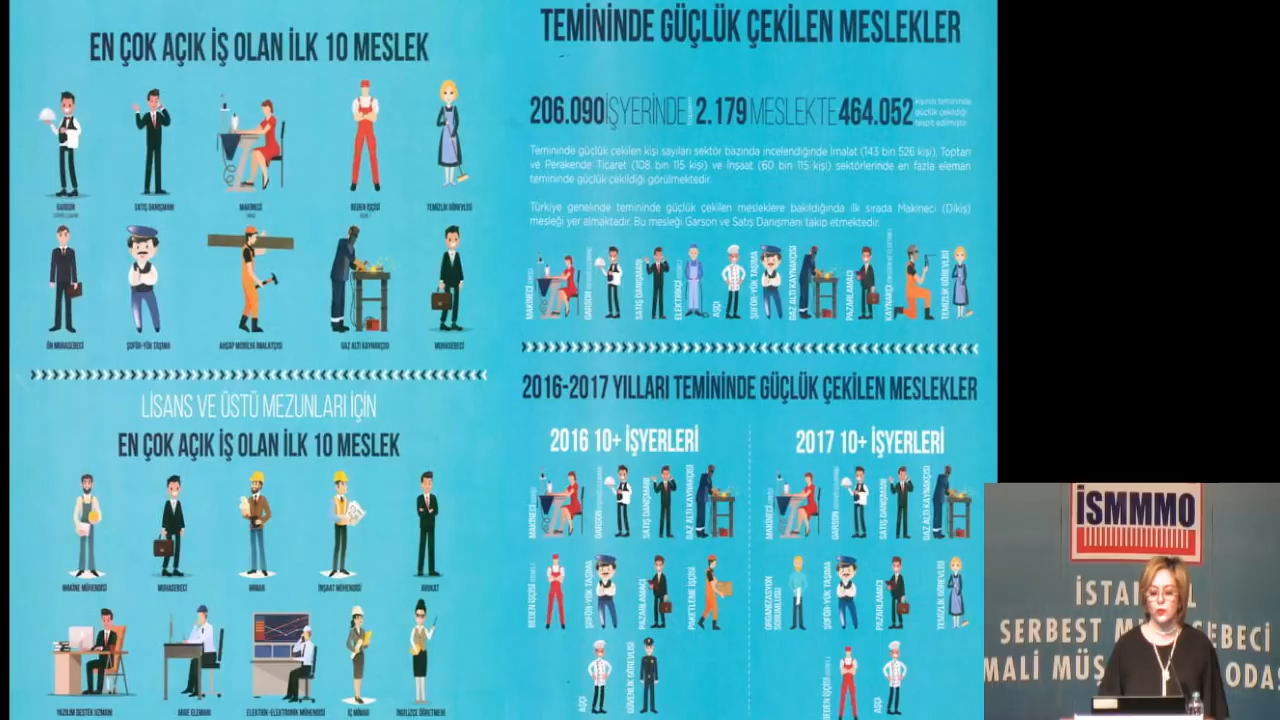 EN ÇOK AÇIK İŞ OLAN İLK 10 MESLEK
GARSON
SATIŞ DANIŞMANI
MAKİNECİ
BEDEN İŞÇİSİ
TEMİZLİK GÖREVLİSİ
ÖN MUHASEBECİ
ŞOFÖR-YÜK TAŞIMA
AHŞAP MOBİLYA İMALATÇISI
GAZ ALTI KAYNAKÇISI
MUHASEBECİ
LİSANS VE ÜSTÜ MEZUNLARI İÇİN
EN ÇOK AÇIK İŞ OLAN İLK 10 MESLEK
MAKİNE MÜHENDİSİ
MUHASEBECİ
MİMAR
İNŞAAT MÜHENDİSİ
AVUKAT
YAZILIM DESTEK UZMANI
ARGE ELEMANI
ELEKTRİK-ELEKTRONİK MÜHENDİSİ
İÇ MİMAR
İNGİLİZCE ÖĞRETMENİ
TEMİNİNDE GÜÇLÜK ÇEKİLEN MESLEKLER
206.090 İŞYERİNDE 2.179 MESLEKTE 464.052 kişinin temininde
güçlük çekildiği
tespit edilmiştir.
Temininde güçlük çekilen kişi sayıları sektör bazında incelendiğinde İmalat (143 bin 526 kişi), Toptan
ve Perakende Ticaret (108 bin 115 kişi) ve İnşaat (60 bin 115 kişi) sektörlerinde en fazla eleman
temininde güçlük çekildiği görülmektedir.
Türkiye genelinde temininde güçlük çekilen mesleklere bakıldığında ilk sırada Makineci (Dikiş)
mesleği yer almaktadır. Bu mesleği Garson ve Satış Danışmanı takip etmektedir.
MAKİNECİ
GARSON
SATIŞ DANIŞMANI
ELEKTRİKÇİ
AŞÇI
ŞOFÖR-YÜK TAŞIMA
GAZ ALTI KAYNAKÇISI
PAZARLAMACI
KAYNAKÇI
TEMİZLİK GÖREVLİSİ
2016-2017 YILLARI TEMİNİNDE GÜÇLÜK ÇEKİLEN MESLEKLER
2016 10+ İŞYERLERİ
MAKİNECİ
GARSON
SATIŞ DANIŞMANI
GAZ ALTI KAYNAKÇISI
BEDEN İŞÇİSİ
ŞOFÖR-YÜK TAŞIMA
PAZARLAMACI
PAKETLEME İŞÇİSİ
AŞÇI
GÜVENLİK GÖREVLİSİ
2017 10+ İŞYERLERİ
MAKİNECİ
GARSON
SATIŞ DANIŞMANI
GAZ ALTI KAYNAKÇISI
ORGANİZASYON
SORUMLUSU
ŞOFÖR-YÜK TAŞIMA
PAZARLAMACI
TEMİZLİK GÖREVLİSİ
BEDEN İŞÇİSİ
AŞÇI
İSMMMO
İSTANBUL
SERBEST
MALİ